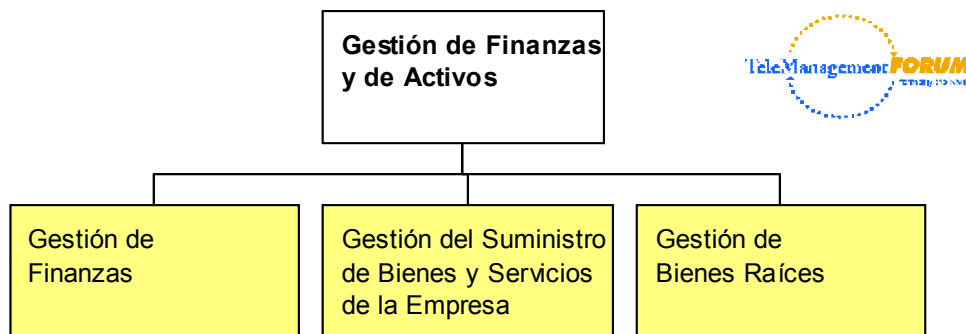 Gestión de Finanzas
y de Activos
TeleManagement FORUM
Gestión de
Finanzas
Gestión del Suministro
de Bienes y Servicios
de la Empresa
Gestión de
Bienes Raíces